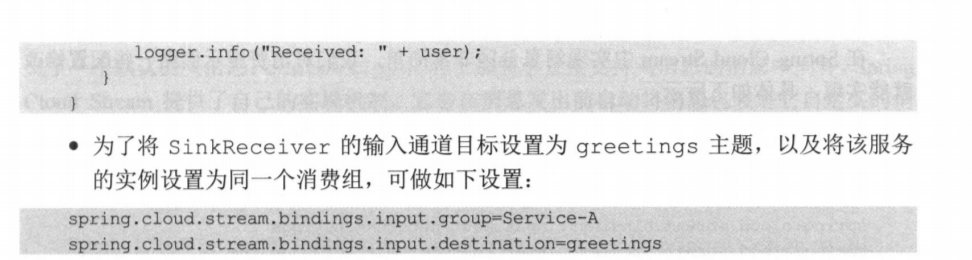 logger.info("Received: " + user);
}
}
• 为了将 SinkReceiver 的输入通道目标设置为 greetings 主题，以及将该服务
的实例设置为同一个消费组，可做如下设置：
spring.cloud.stream.bindings.input.group=Service-A
spring.cloud.stream.bindings.input.destination=greetings